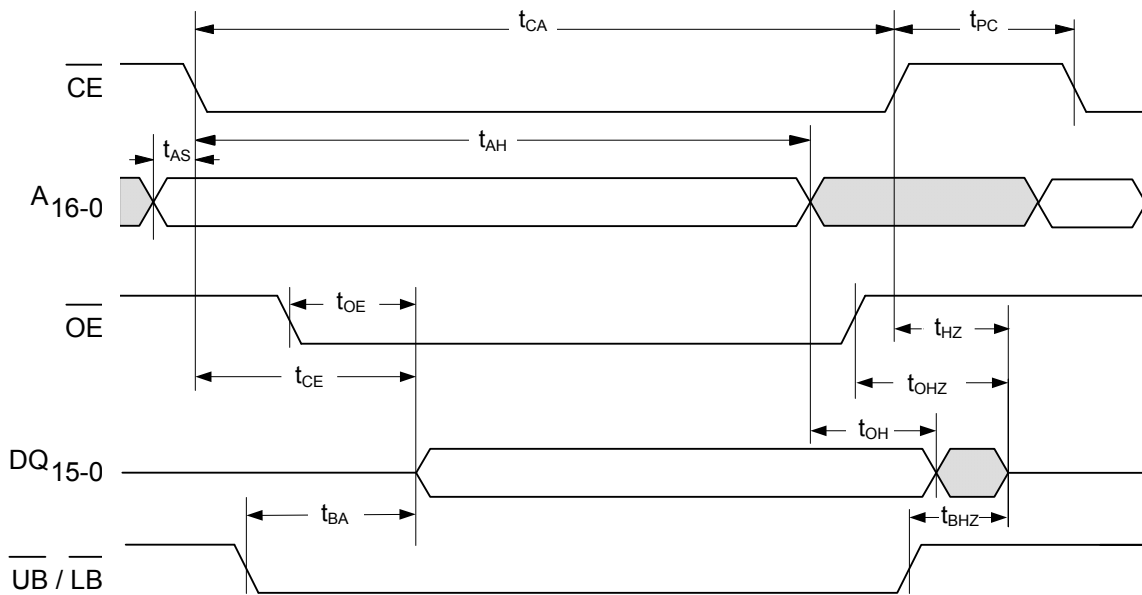 tCA
tPC
CE
tAH
tAS
A16-0
tOE
OE
tHZ
tCE
tOHZ
tOH
DQ15-0
tBA
tBHZ
UB / LB